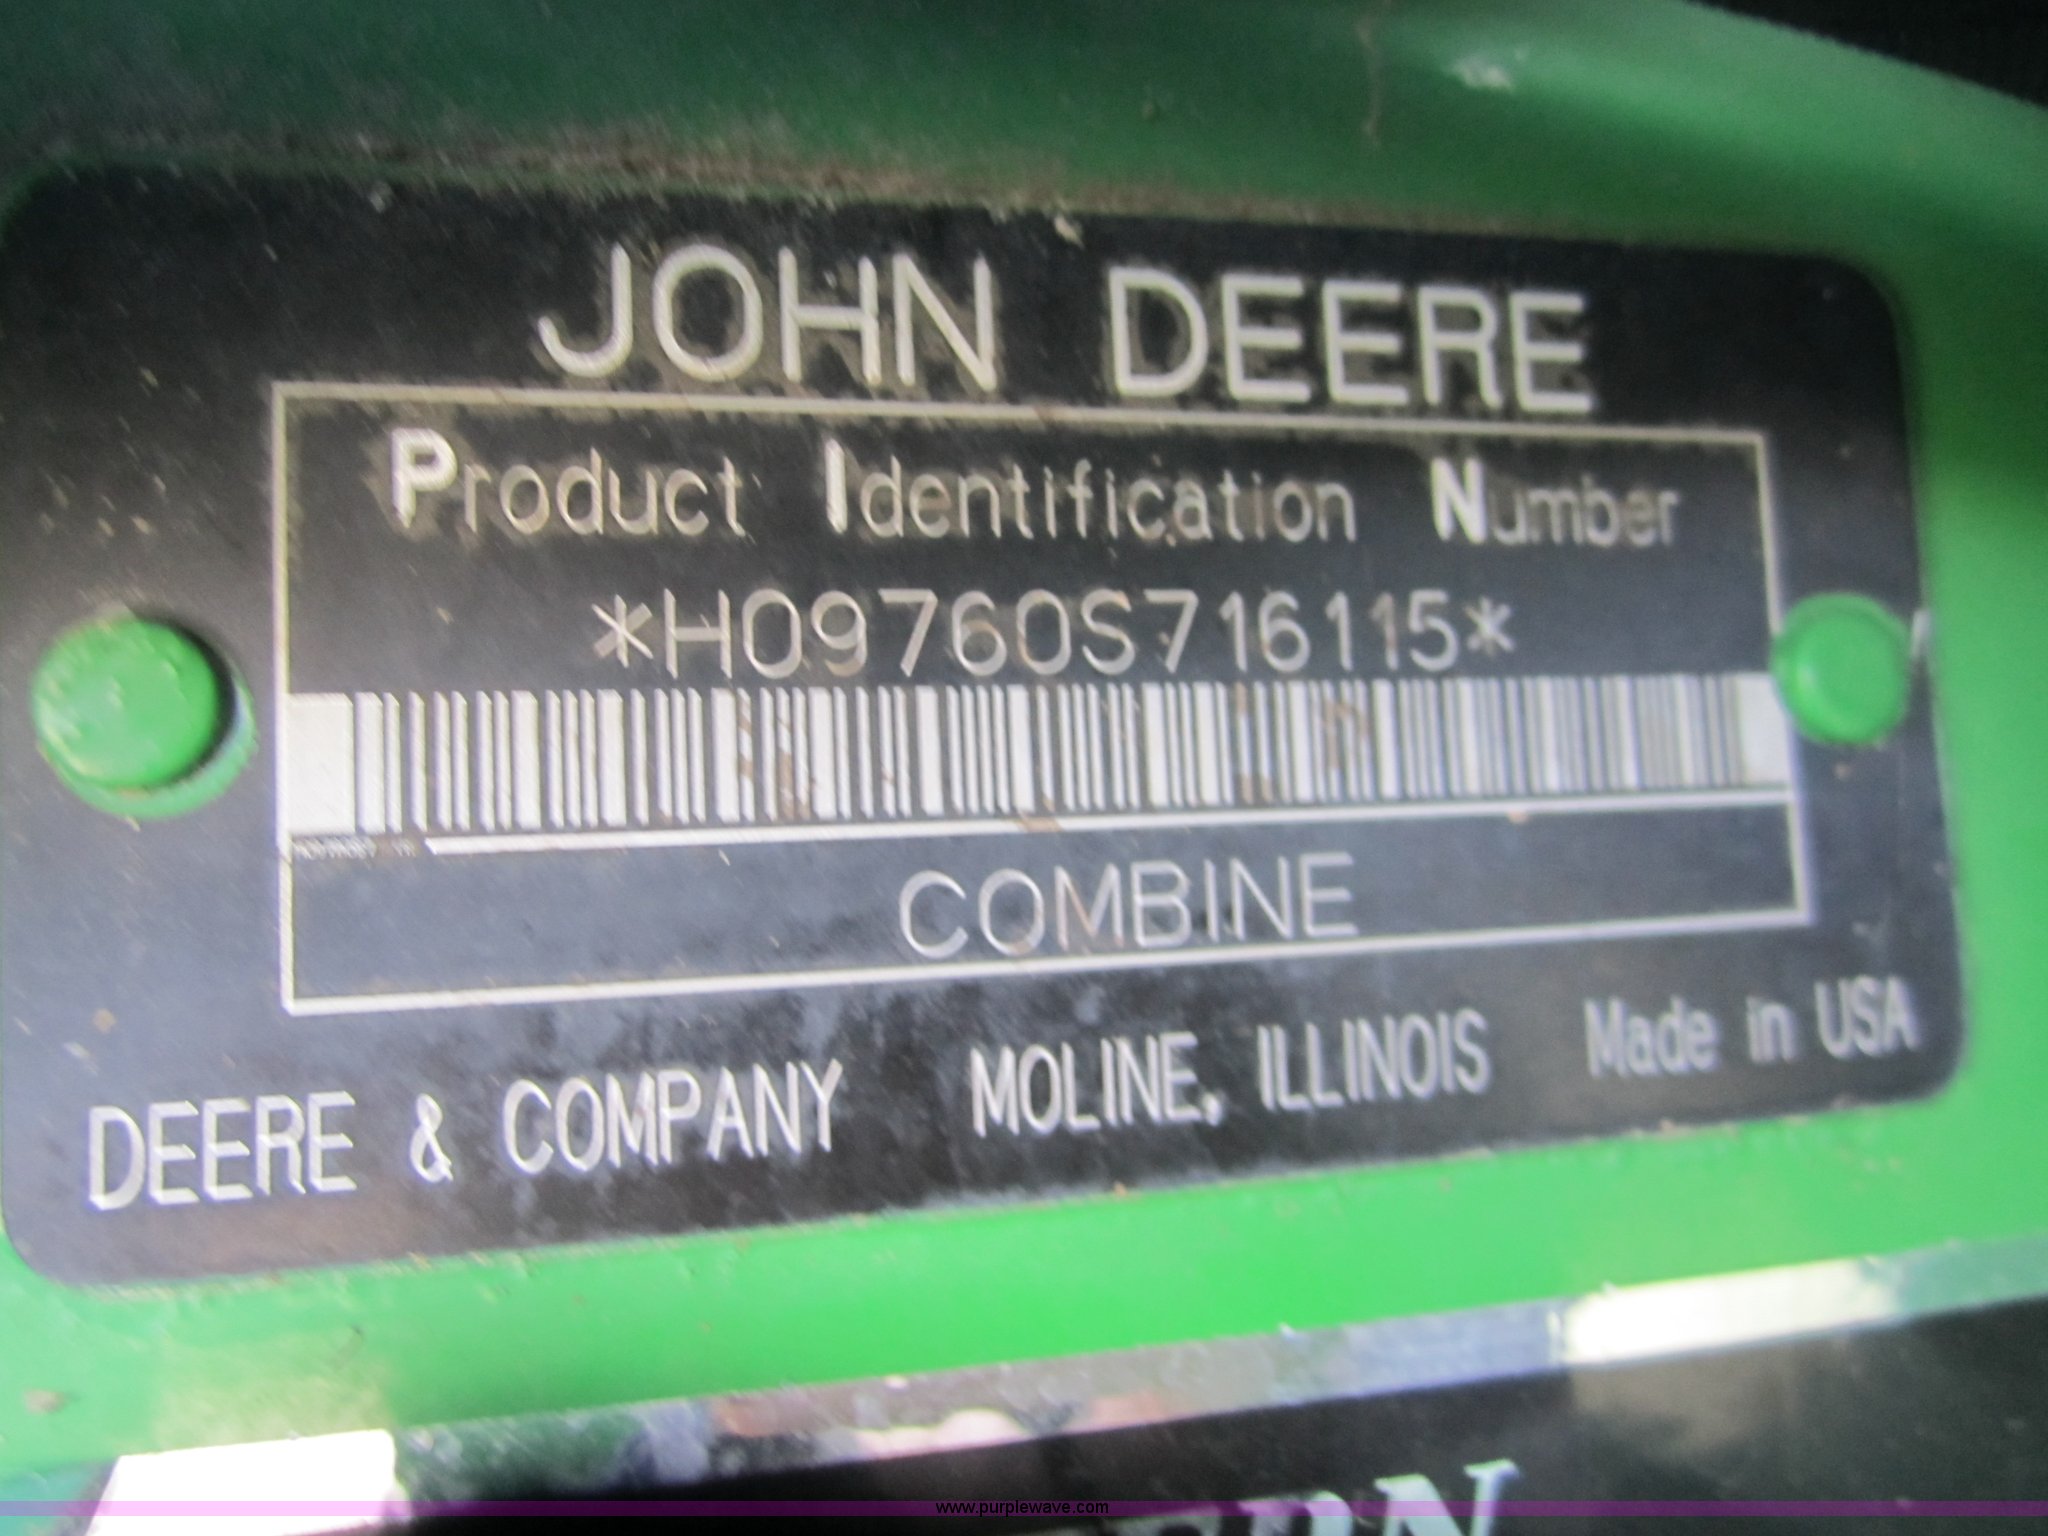 JOHN DEERE
Product Identification Number
*H09760S716115*
COMBINE
DEERE & COMPANY MOLINE, ILLINOIS Made in USA
www.purplewave.com